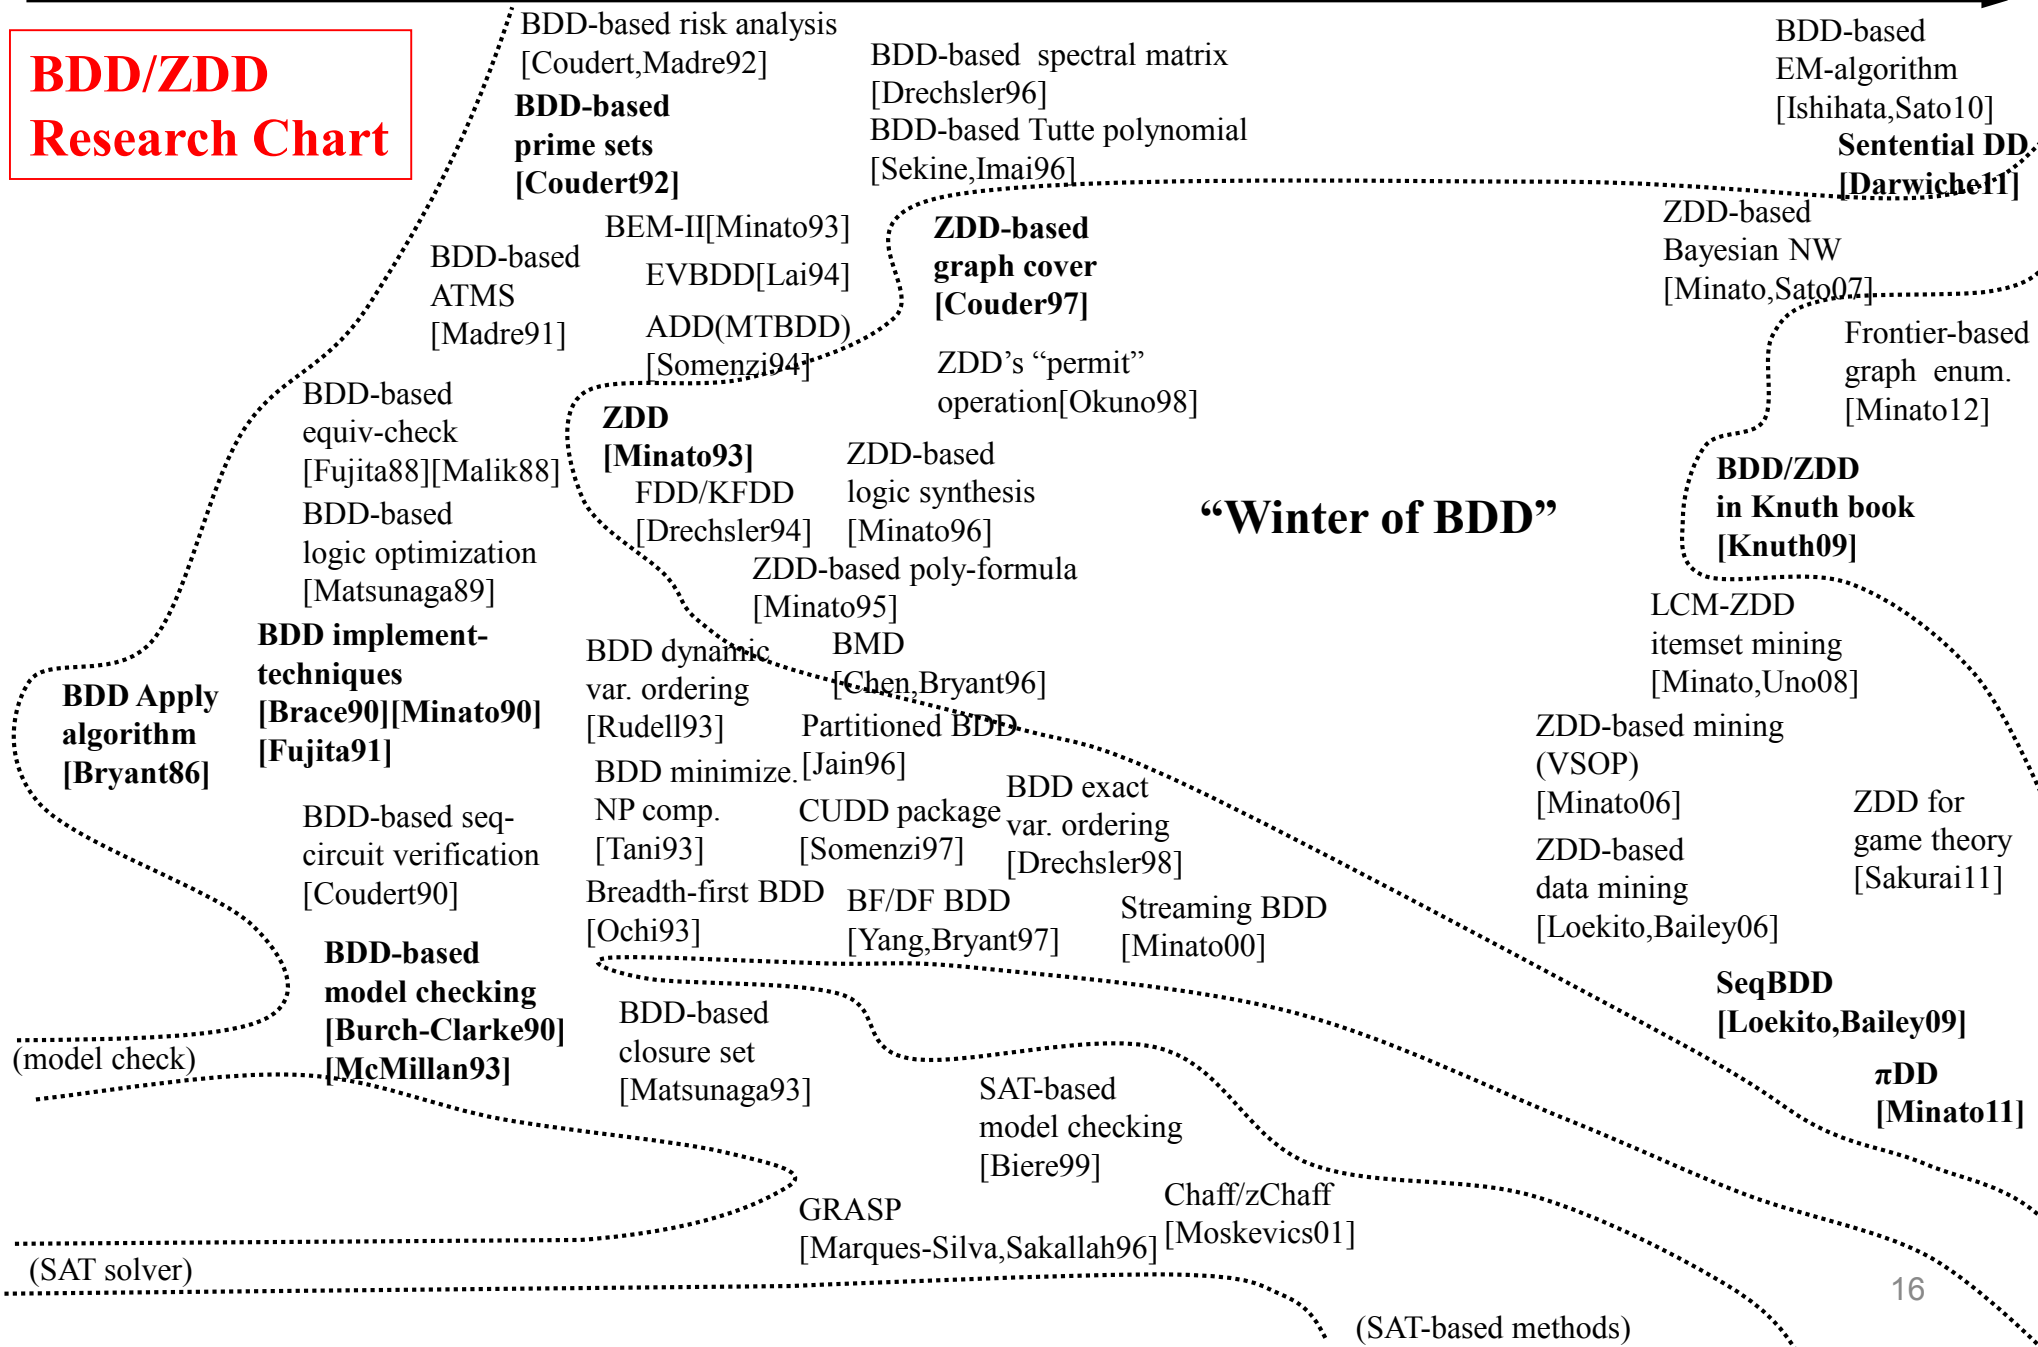 BDD/ZDD
Research Chart
BDD-based risk analysis
[Coudert,Madre92]
BDD-based
prime sets
[Coudert92]
BDD-based  spectral matrix
[Drechsler96]
BDD-based Tutte polynomial
[Sekine,Imai96]
BDD-based
EM-algorithm
[Ishihata,Sato10]
Sentential DD
[Darwiche11]
BEM-II[Minato93]
EVBDD[Lai94]
ADD(MTBDD)
[Somenzi94]
BDD-based
ATMS
[Madre91]
ZDD-based
graph cover
[Couder97]
ZDD's “permit”
operation[Okuno98]
ZDD-based
Bayesian NW
[Minato,Sato07]
Frontier-based
graph  enum.
[Minato12]
BDD-based
equiv-check
[Fujita88][Malik88]
BDD-based
logic optimization
[Matsunaga89]
ZDD
[Minato93]
FDD/KFDD
[Drechsler94]
ZDD-based
logic synthesis
[Minato96]
ZDD-based poly-formula
[Minato95]
“Winter of BDD”
BDD/ZDD
in Knuth book
[Knuth09]
LCM-ZDD
itemset mining
[Minato,Uno08]
BDD Apply
algorithm
[Bryant86]
BDD implement-
techniques
[Brace90][Minato90]
[Fujita91]
BDD dynamic
var. ordering
[Rudell93]
BMD
[Chen,Bryant96]
Partitioned BDD
[Jain96]
BDD minimize.
NP comp.
[Tani93]
CUDD package
[Somenzi97]
BDD exact
var. ordering
[Drechsler98]
ZDD-based mining
(VSOP)
[Minato06]
ZDD-based
data mining
[Loekito,Bailey06]
ZDD for
game theory
[Sakurai11]
BDD-based seq-
circuit verification
[Coudert90]
Breadth-first BDD
[Ochi93]
BF/DF BDD
[Yang,Bryant97]
Streaming BDD
[Minato00]
BDD-based
model checking
[Burch-Clarke90]
[McMillan93]
BDD-based
closure set
[Matsunaga93]
SeqBDD
[Loekito,Bailey09]
πDD
[Minato11]
(model check)
SAT-based
model checking
[Biere99]
GRASP
[Marques-Silva,Sakallah96]
Chaff/zChaff
[Moskevics01]
(SAT solver)
(SAT-based methods)
16